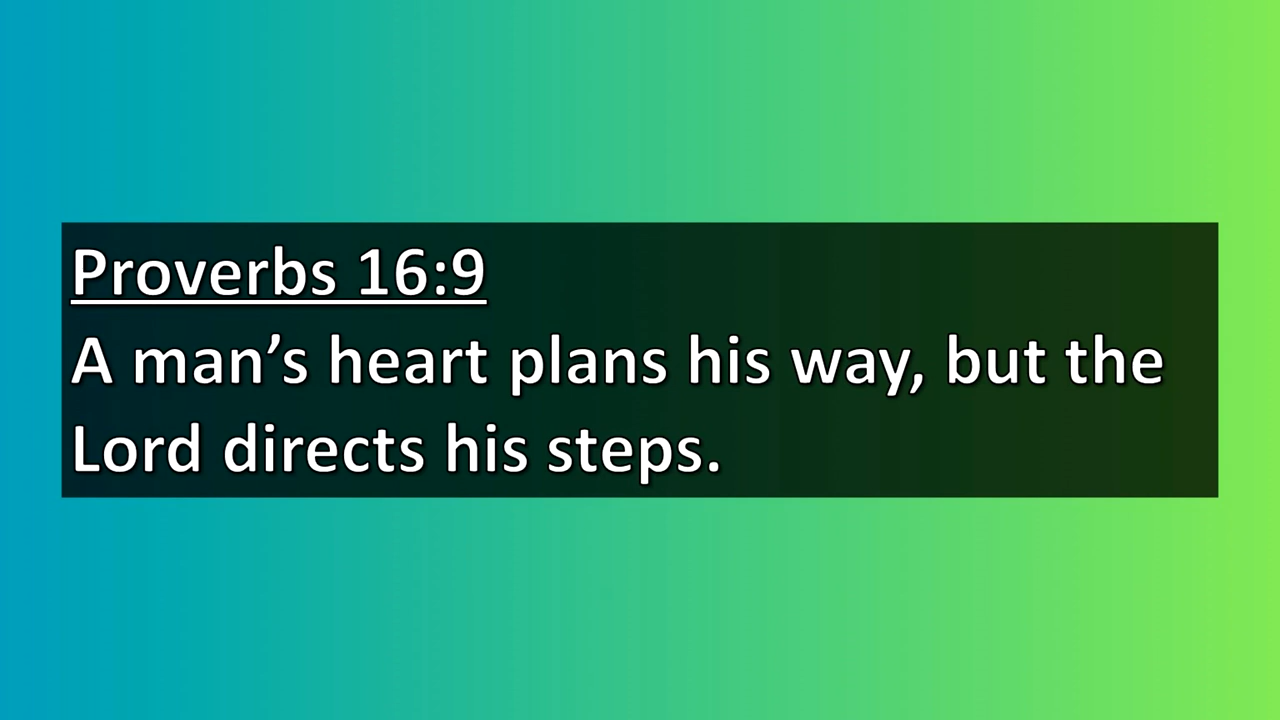 Proverbs 16:9
A man’s heart plans his way, but the
Lord directs his steps.